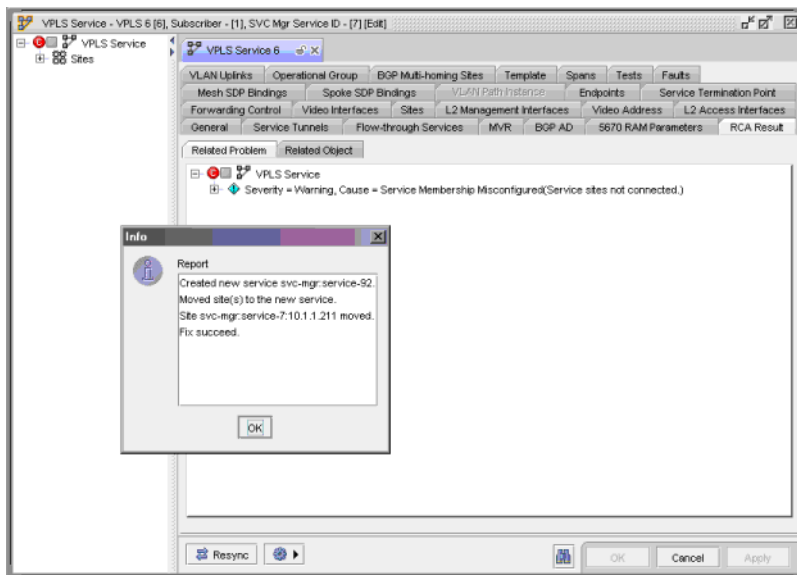 VPLS Service - VPLS 6 [6], Subscriber - [1], SVC Mgr Service ID - [7] [Edit]
VPLS Service
Sites
VPLS Service 6
VLAN Uplinks Operational Group BGP Multi-homing Sites Template Spans Tests Faults
Mesh SDP Bindings Spoke SDP Bindings VLAN Path Instance Endpoints Service Termination Point
Forwarding Control Video Interfaces Sites L2 Management Interfaces Video Address L2 Access Interfaces
General Service Tunnels Flow-through Services MVR BGP AD 5670 RAM Parameters RCA Result
Related Problem Related Object
VPLS Service
Severity = Warning, Cause = Service Membership Misconfigured(Service sites not connected.)
Info
Report
Created new service svc-mgr:service-92.
Moved site(s) to the new service.
Site svc-mgr:service-7:10.1.1.211 moved.
Fix succeed.
OK
Resync OK Cancel Apply